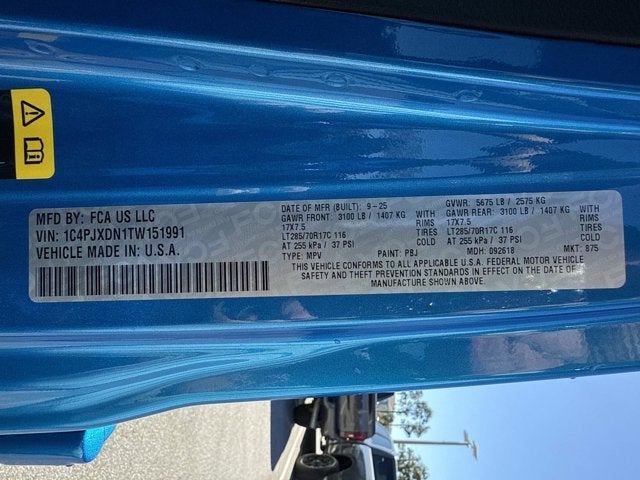 MFD BY: FCA US LLC
VIN: 1C4PJXDN1TW151991
VEHICLE MADE IN: U.S.A.
DATE OF MFR (BUILT): 9-25
GVWR: 5675 LB / 2575 KG
GAWR FRONT: 3100 LB / 1407 KG WITH
GAWR REAR: 3100 LB / 1407 KG WITH
17X7.5 RIMS
17X7.5 RIMS
LT285/70R17C 116 TIRES
LT285/70R17C 116 TIRES
AT 255 kPa / 37 PSI COLD
AT 255 kPa / 37 PSI COLD
TYPE: MPV PAINT: PBJ MDH: 092618 MKT: 875
THIS VEHICLE CONFORMS TO ALL APPLICABLE U.S.A. FEDERAL MOTOR VEHICLE
SAFETY AND THEFT PREVENTION STANDARDS IN EFFECT ON THE DATE OF
MANUFACTURE SHOWN ABOVE.